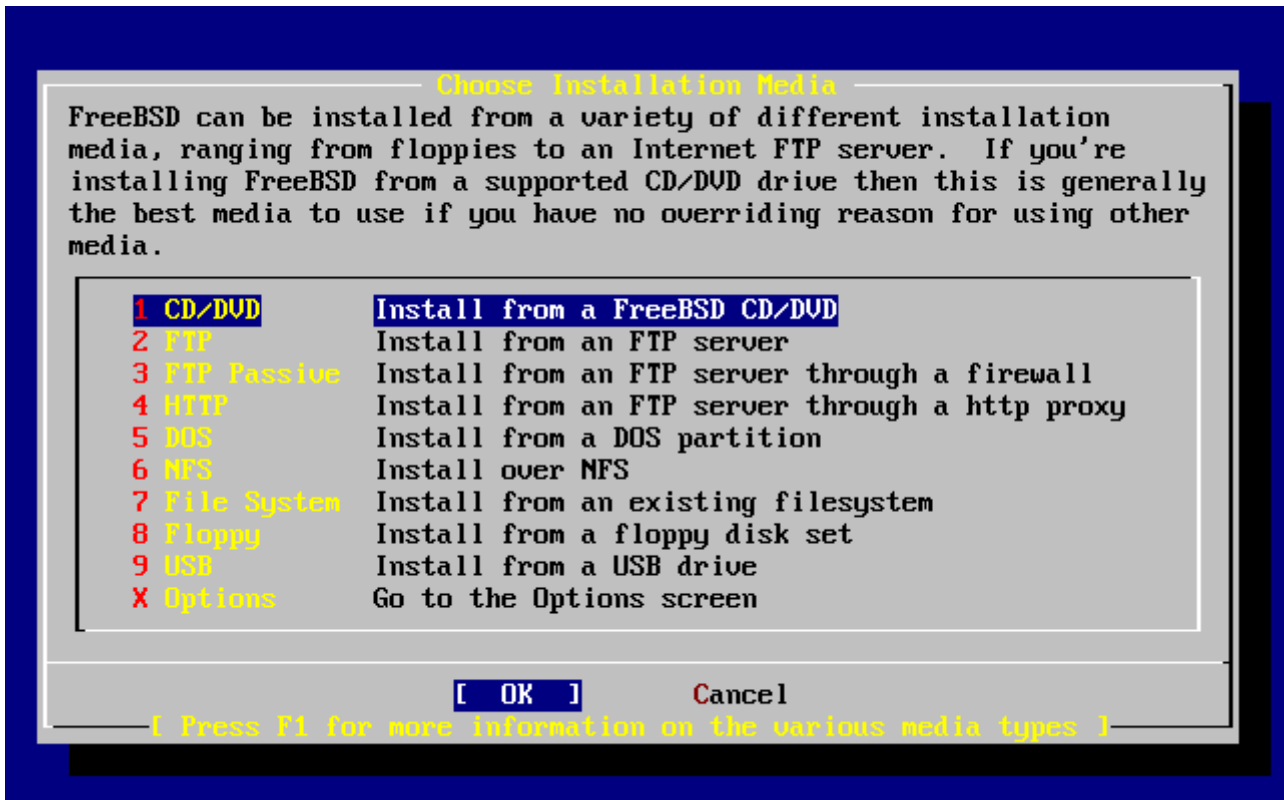 Choose Installation Media
FreeBSD can be installed from a variety of different installation
media, ranging from floppies to an Internet FTP server.  If you're
installing FreeBSD from a supported CD/DVD drive then this is generally
the best media to use if you have no overriding reason for using other
media.
1 CD/DVD Install from a FreeBSD CD/DVD
2 FTP Install from an FTP server
3 FTP Passive Install from an FTP server through a firewall
4 HTTP Install from an FTP server through a http proxy
5 DOS Install from a DOS partition
6 NFS Install over NFS
7 File System Install from an existing filesystem
8 Floppy Install from a floppy disk set
9 USB Install from a USB drive
X Options Go to the Options screen
[ OK ] Cancel
[ Press F1 for more information on the various media types ]